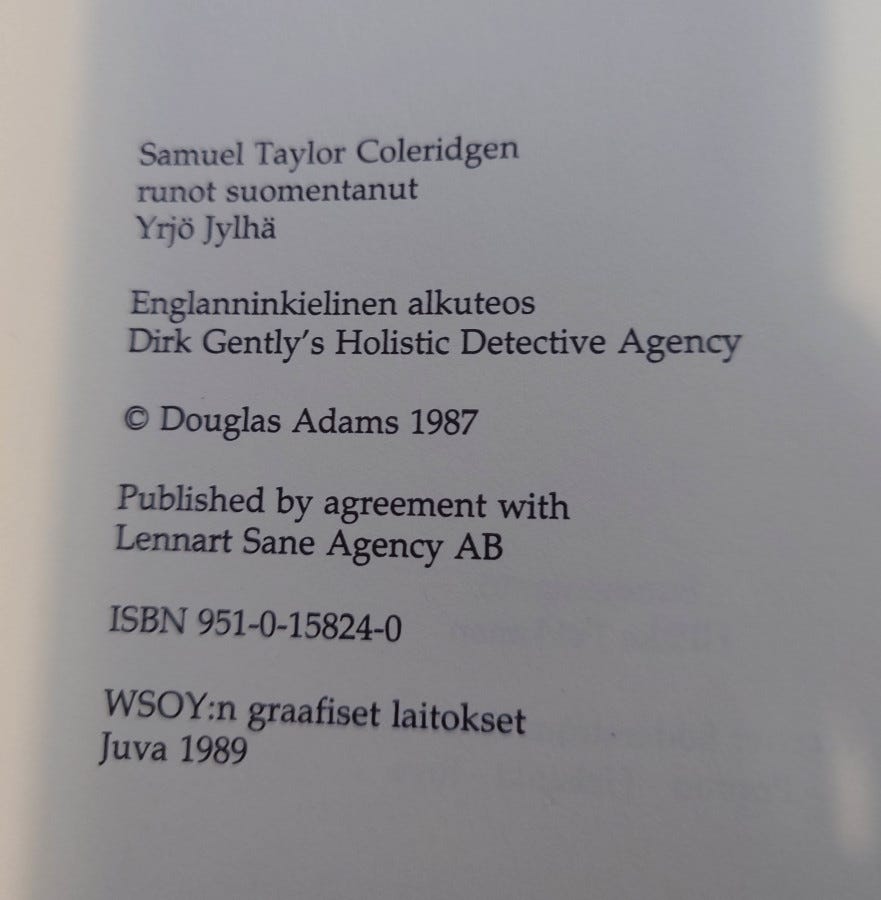 Samuel Taylor Coleridgen
runot suomentanut
Yrjö Jylhä
Englanninkielinen alkuteos
Dirk Gently's Holistic Detective Agency
© Douglas Adams 1987
Published by agreement with
Lennart Sane Agency AB
ISBN 951-0-15824-0
WSOY:n graafiset laitokset
Juva 1989